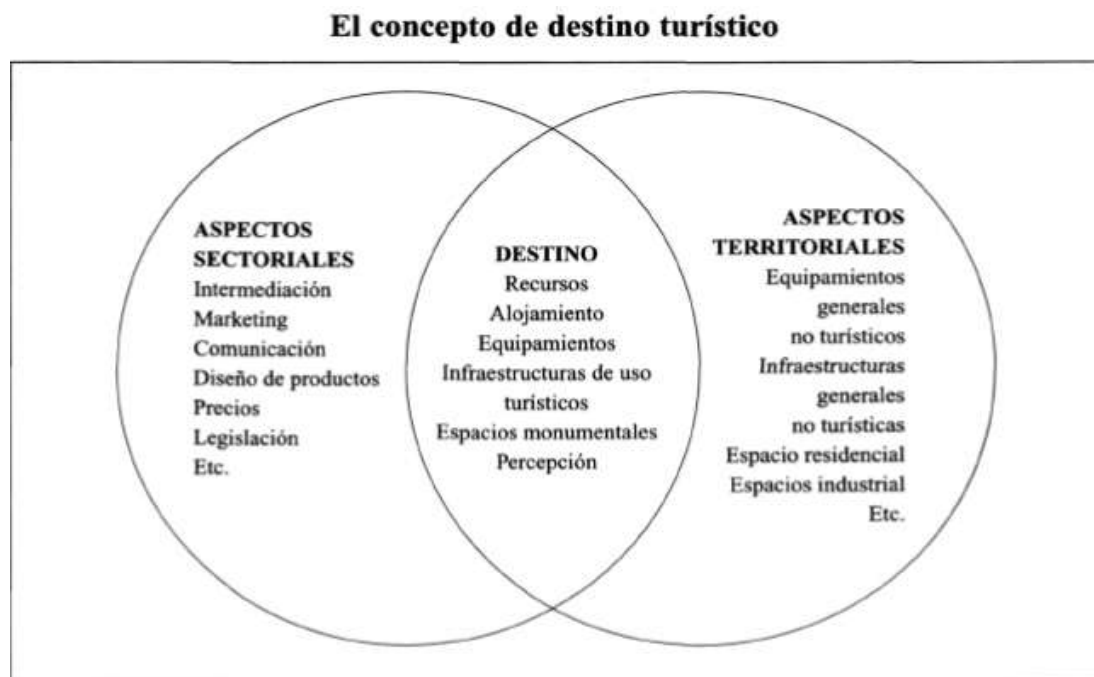 El concepto de destino turístico
ASPECTOS
SECTORIALES
Intermediación
Marketing
Comunicación
Diseño de productos
Precios
Legislación
Etc.
DESTINO
Recursos
Alojamiento
Equipamientos
Infraestructuras de uso
turísticos
Espacios monumentales
Percepción
ASPECTOS
TERRITORIALES
Equipamientos
generales
no turísticos
Infraestructuras
generales
no turísticas
Espacio residencial
Espacios industrial
Etc.